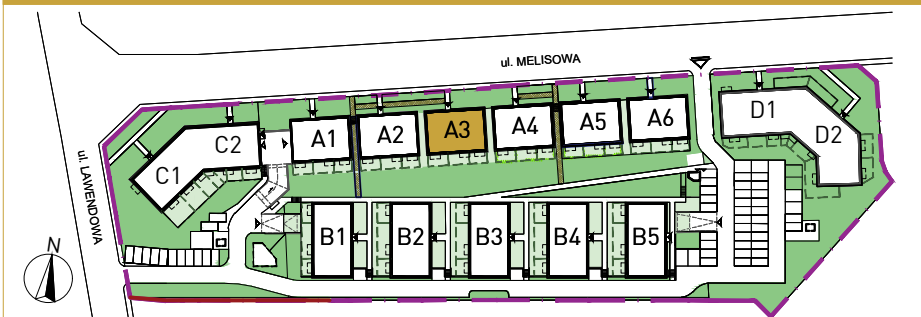 ul. MELISOWA
ul. LAWENDOWA
C1
C2
A1
A2
A3
A4
A5
A6
D1
D2
B1
B2
B3
B4
B5
N